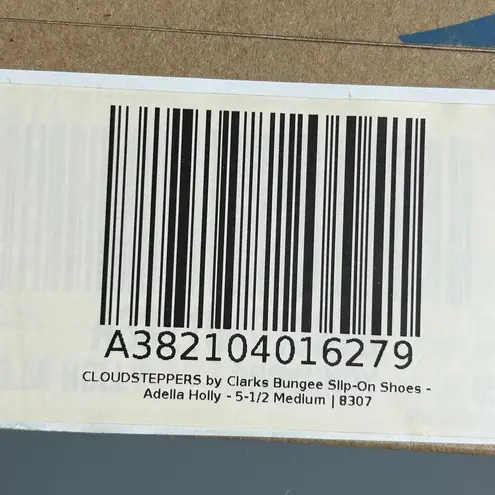 A382104016279
CLOUDSTEPPERS by Clarks Bungee Slip-On Shoes -
Adella Holly - 5-1/2 Medium | 8307